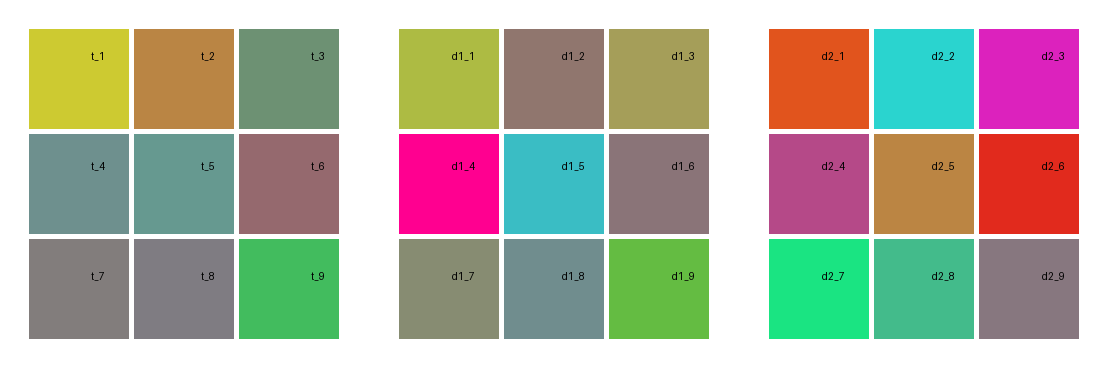 t_1 t_2 t_3 d1_1 d1_2 d1_3 d2_1 d2_2 d2_3
t_4 t_5 t_6 d1_4 d1_5 d1_6 d2_4 d2_5 d2_6
t_7 t_8 t_9 d1_7 d1_8 d1_9 d2_7 d2_8 d2_9